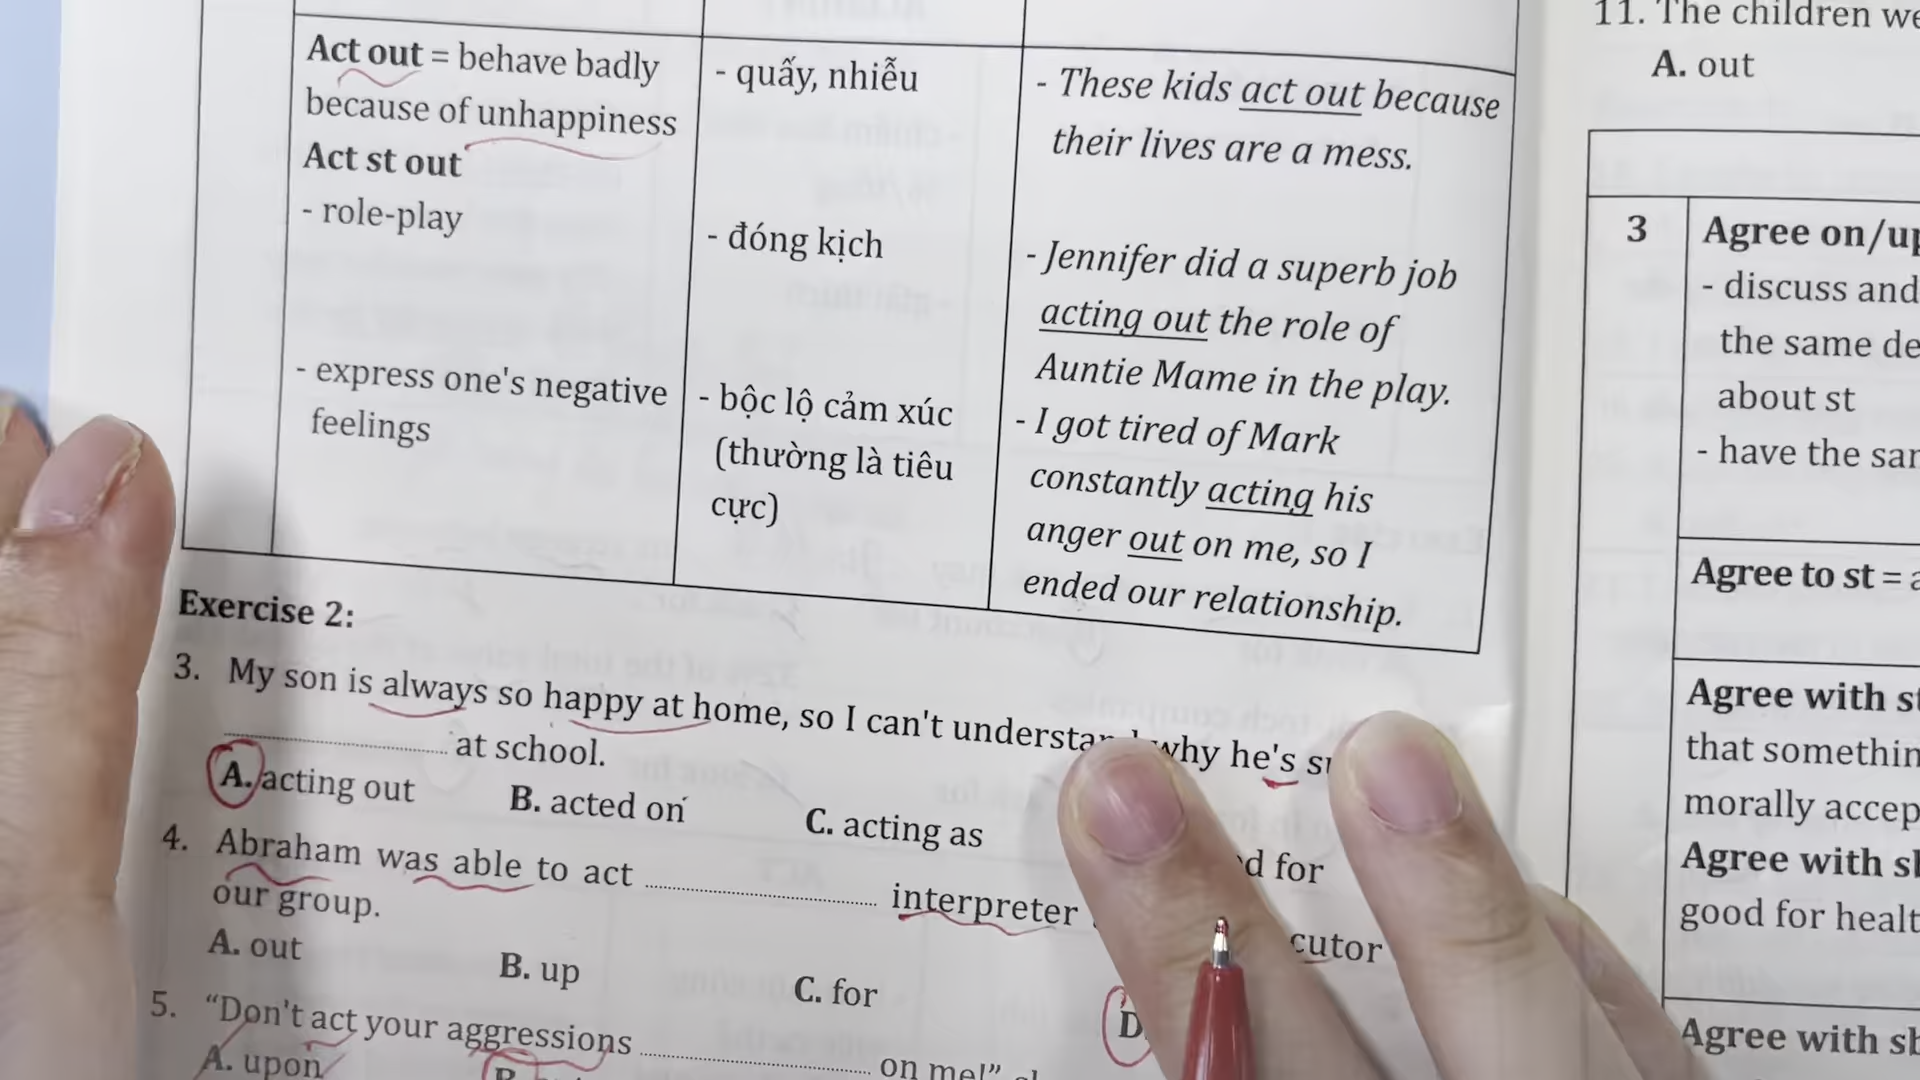 Act out = behave badly
because of unhappiness
Act st out
- role-play
- express one's negative
feelings
- quấy, nhiễu
- đóng kịch
- bộc lộ cảm xúc
(thường là tiêu
cực)
- These kids act out because
their lives are a mess.
- Jennifer did a superb job
acting out the role of
Auntie Mame in the play.
- I got tired of Mark
constantly acting his
anger out on me, so I
ended our relationship.
Exercise 2:
3. My son is always so happy at home, so I can't understand why he's
at school.
A. acting out B. acted on C. acting as d for
4. Abraham was able to act interpreter cutor
our group.
A. out B. up C. for D
5. “Don't act your aggressions on me!”
A. upon B
11. The children we
A. out
3 Agree on/up
- discuss and
the same de
about st
- have the sa
Agree to st =
Agree with st
that somethin
morally accep
Agree with
good for healt
Agree with